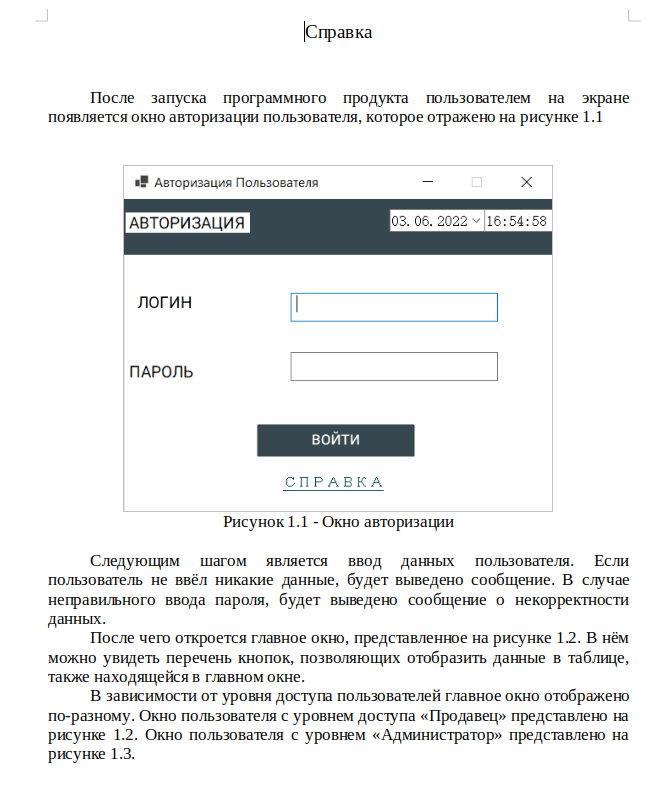 Справка
После запуска программного продукта пользователем на экране
появляется окно авторизации пользователя, которое отражено на рисунке 1.1
Авторизация Пользователя
АВТОРИЗАЦИЯ
03.06.2022 16:54:58
ЛОГИН
ПАРОЛЬ
ВОЙТИ
СПРАВКА
Рисунок 1.1 - Окно авторизации
Следующим шагом является ввод данных пользователя. Если
пользователь не ввёл никакие данные, будет выведено сообщение. В случае
неправильного ввода пароля, будет выведено сообщение о некорректности
данных.
После чего откроется главное окно, представленное на рисунке 1.2. В нём
можно увидеть перечень кнопок, позволяющих отобразить данные в таблице,
также находящейся в главном окне.
В зависимости от уровня доступа пользователей главное окно отображено
по-разному. Окно пользователя с уровнем доступа «Продавец» представлено на
рисунке 1.2. Окно пользователя с уровнем «Администратор» представлено на
рисунке 1.3.